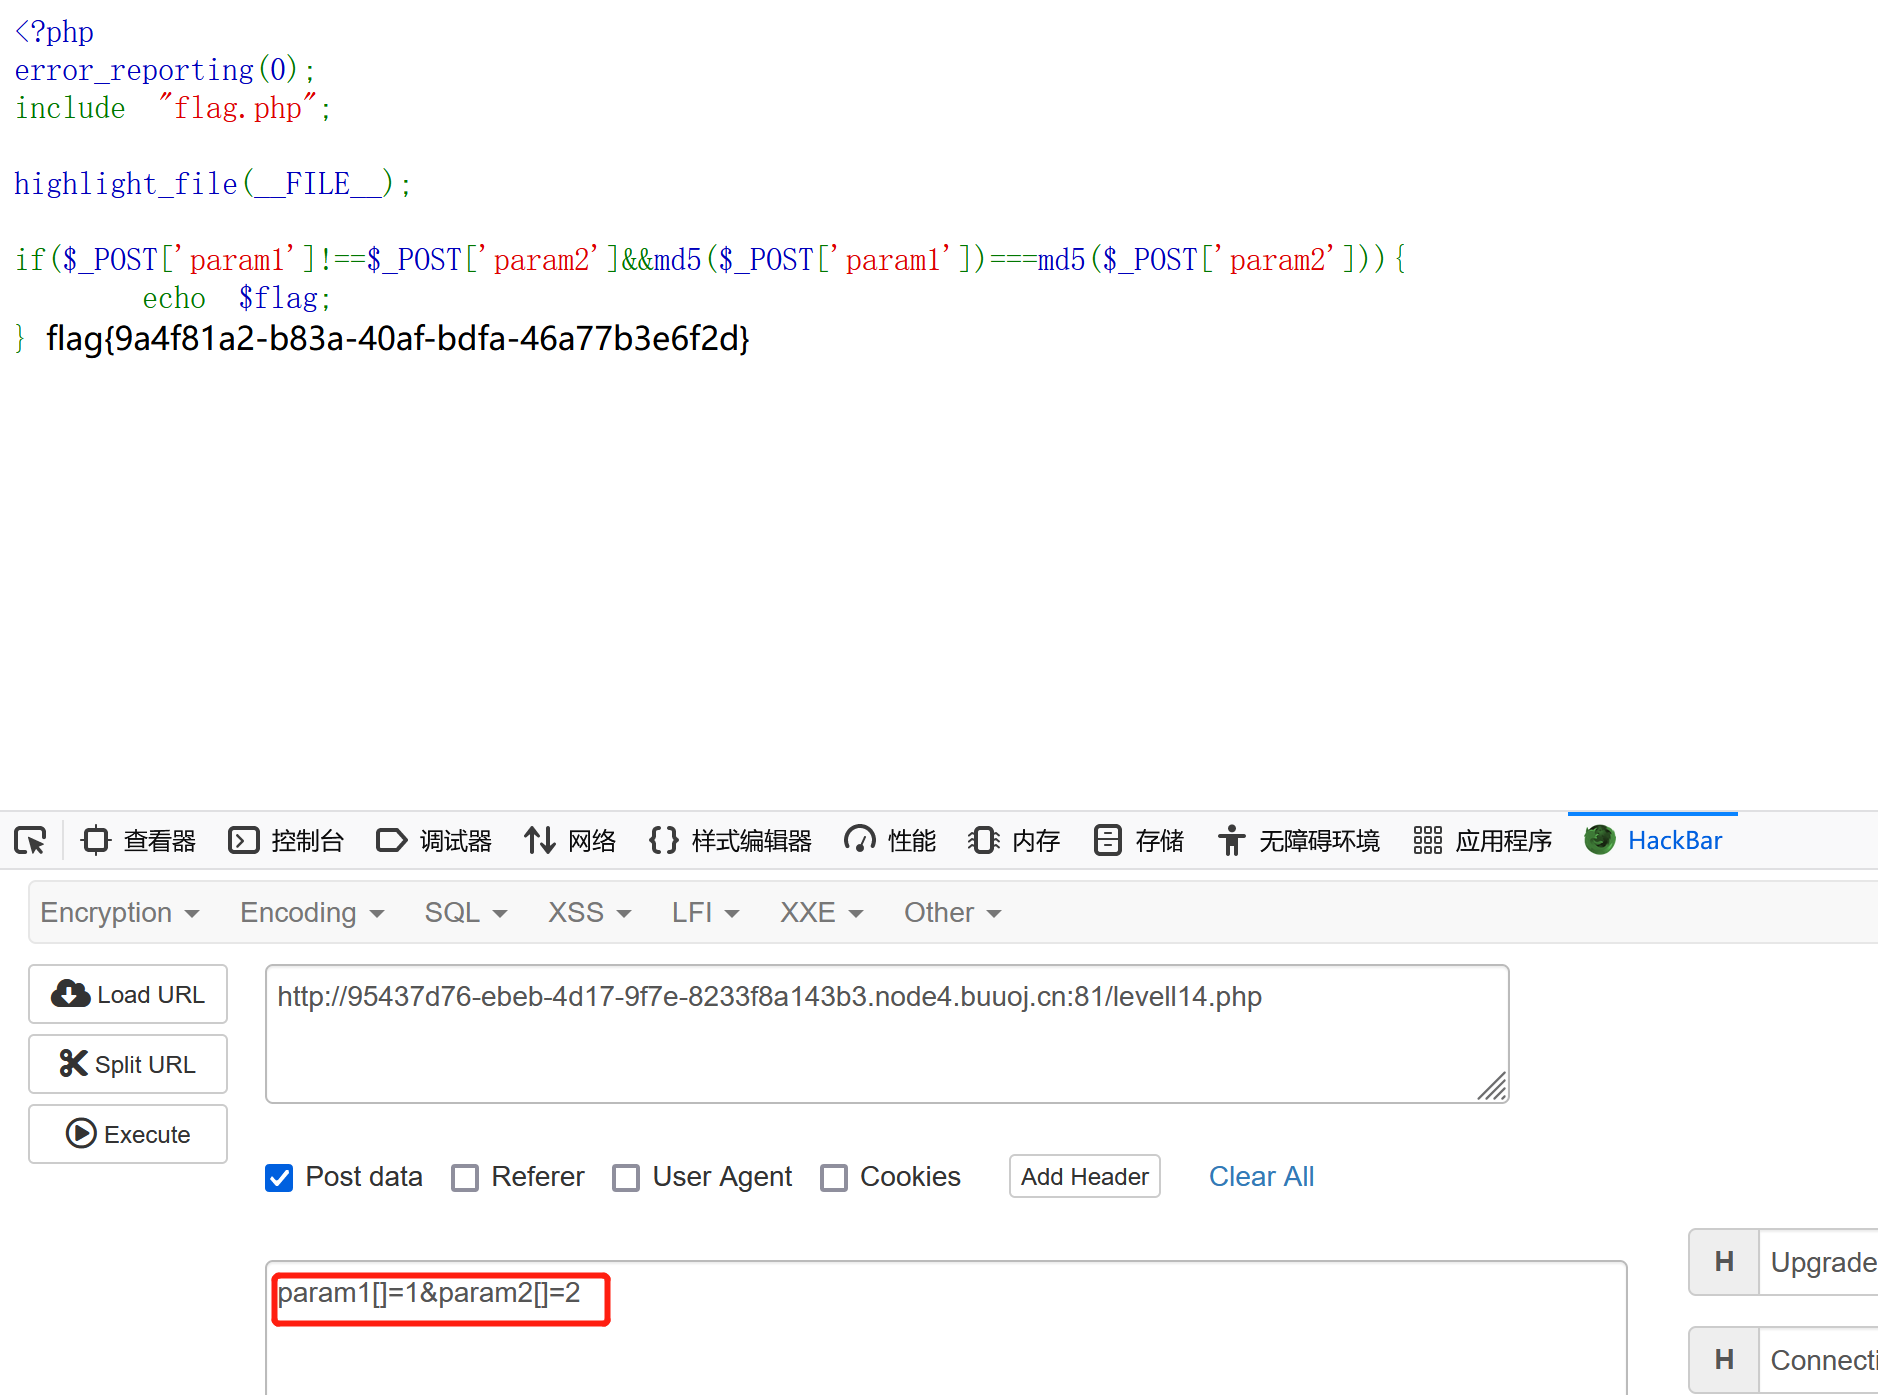 <?php
error_reporting(0);
include "flag.php";
highlight_file(__FILE__);
if($_POST['param1']!==$_POST['param2']&&md5($_POST['param1'])===md5($_POST['param2'])){
echo $flag;
} flag{9a4f81a2-b83a-40af-bdfa-46a77b3e6f2d}
查看器 控制台 调试器 网络 样式编辑器 性能 内存 存储 无障碍环境 应用程序 HackBar
Encryption Encoding SQL XSS LFI XXE Other
Load URL
http://95437d76-ebeb-4d17-9f7e-8233f8a143b3.node4.buuoj.cn:81/levell14.php
Split URL
Execute
Post data Referer User Agent Cookies Add Header Clear All
H Upgrade
param1[]=1&param2[]=2
H Connecti